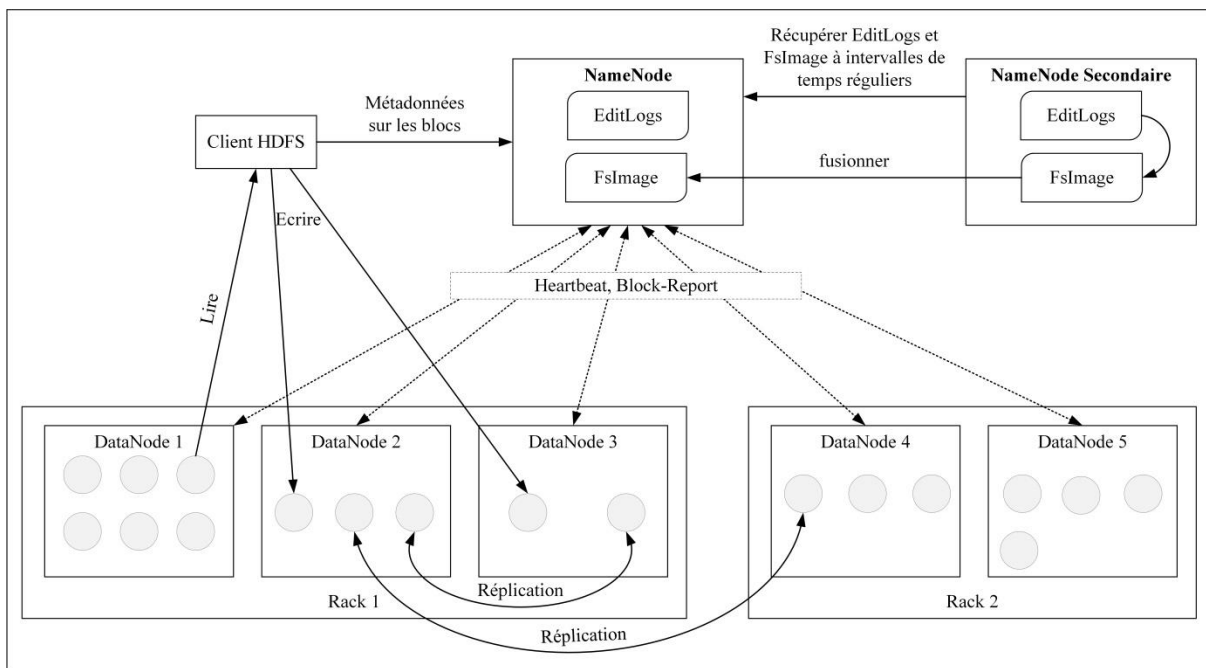 Récupérer EditLogs et
FsImage à intervalles de
temps réguliers
NameNode
NameNode Secondaire
Métadonnées
sur les blocs
EditLogs
EditLogs
Client HDFS
fusionner
FsImage
FsImage
Ecrire
Heartbeat, Block-Report
Lire
DataNode 1
DataNode 2
DataNode 3
DataNode 4
DataNode 5
Réplication
Rack 1
Rack 2
Réplication